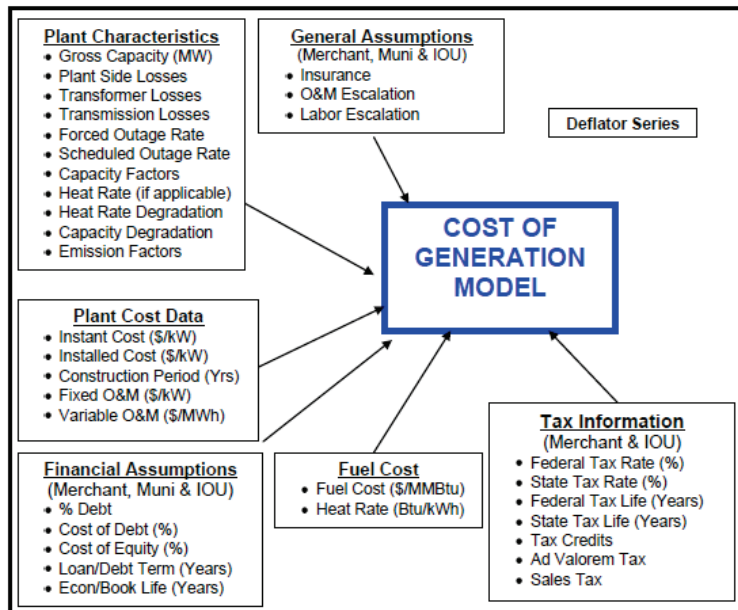 Plant Characteristics
• Gross Capacity (MW)
• Plant Side Losses
• Transformer Losses
• Transmission Losses
• Forced Outage Rate
• Scheduled Outage Rate
• Capacity Factors
• Heat Rate (if applicable)
• Heat Rate Degradation
• Capacity Degradation
• Emission Factors
General Assumptions
(Merchant, Muni & IOU)
• Insurance
• O&M Escalation
• Labor Escalation
Deflator Series
COST OF
GENERATION
MODEL
Plant Cost Data
• Instant Cost ($/kW)
• Installed Cost ($/kW)
• Construction Period (Yrs)
• Fixed O&M ($/kW)
• Variable O&M ($/MWh)
Financial Assumptions
(Merchant, Muni & IOU)
• % Debt
• Cost of Debt (%)
• Cost of Equity (%)
• Loan/Debt Term (Years)
• Econ/Book Life (Years)
Fuel Cost
• Fuel Cost ($/MMBtu)
• Heat Rate (Btu/kWh)
Tax Information
(Merchant & IOU)
• Federal Tax Rate (%)
• State Tax Rate (%)
• Federal Tax Life (Years)
• State Tax Life (Years)
• Tax Credits
• Ad Valorem Tax
• Sales Tax